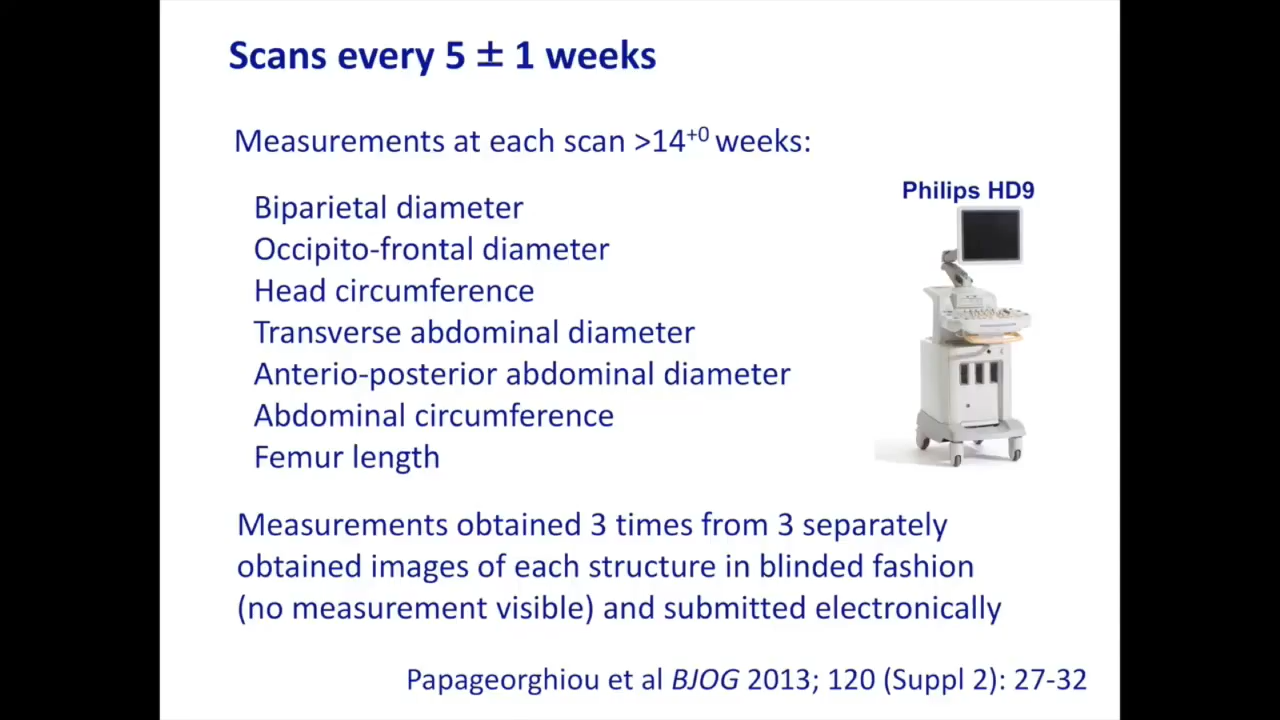 Scans every 5 ± 1 weeks
Measurements at each scan >14+0 weeks:
Philips HD9
Biparietal diameter
Occipito-frontal diameter
Head circumference
Transverse abdominal diameter
Anterio-posterior abdominal diameter
Abdominal circumference
Femur length
Measurements obtained 3 times from 3 separately
obtained images of each structure in blinded fashion
(no measurement visible) and submitted electronically
Papageorghiou et al BJOG 2013; 120 (Suppl 2): 27-32